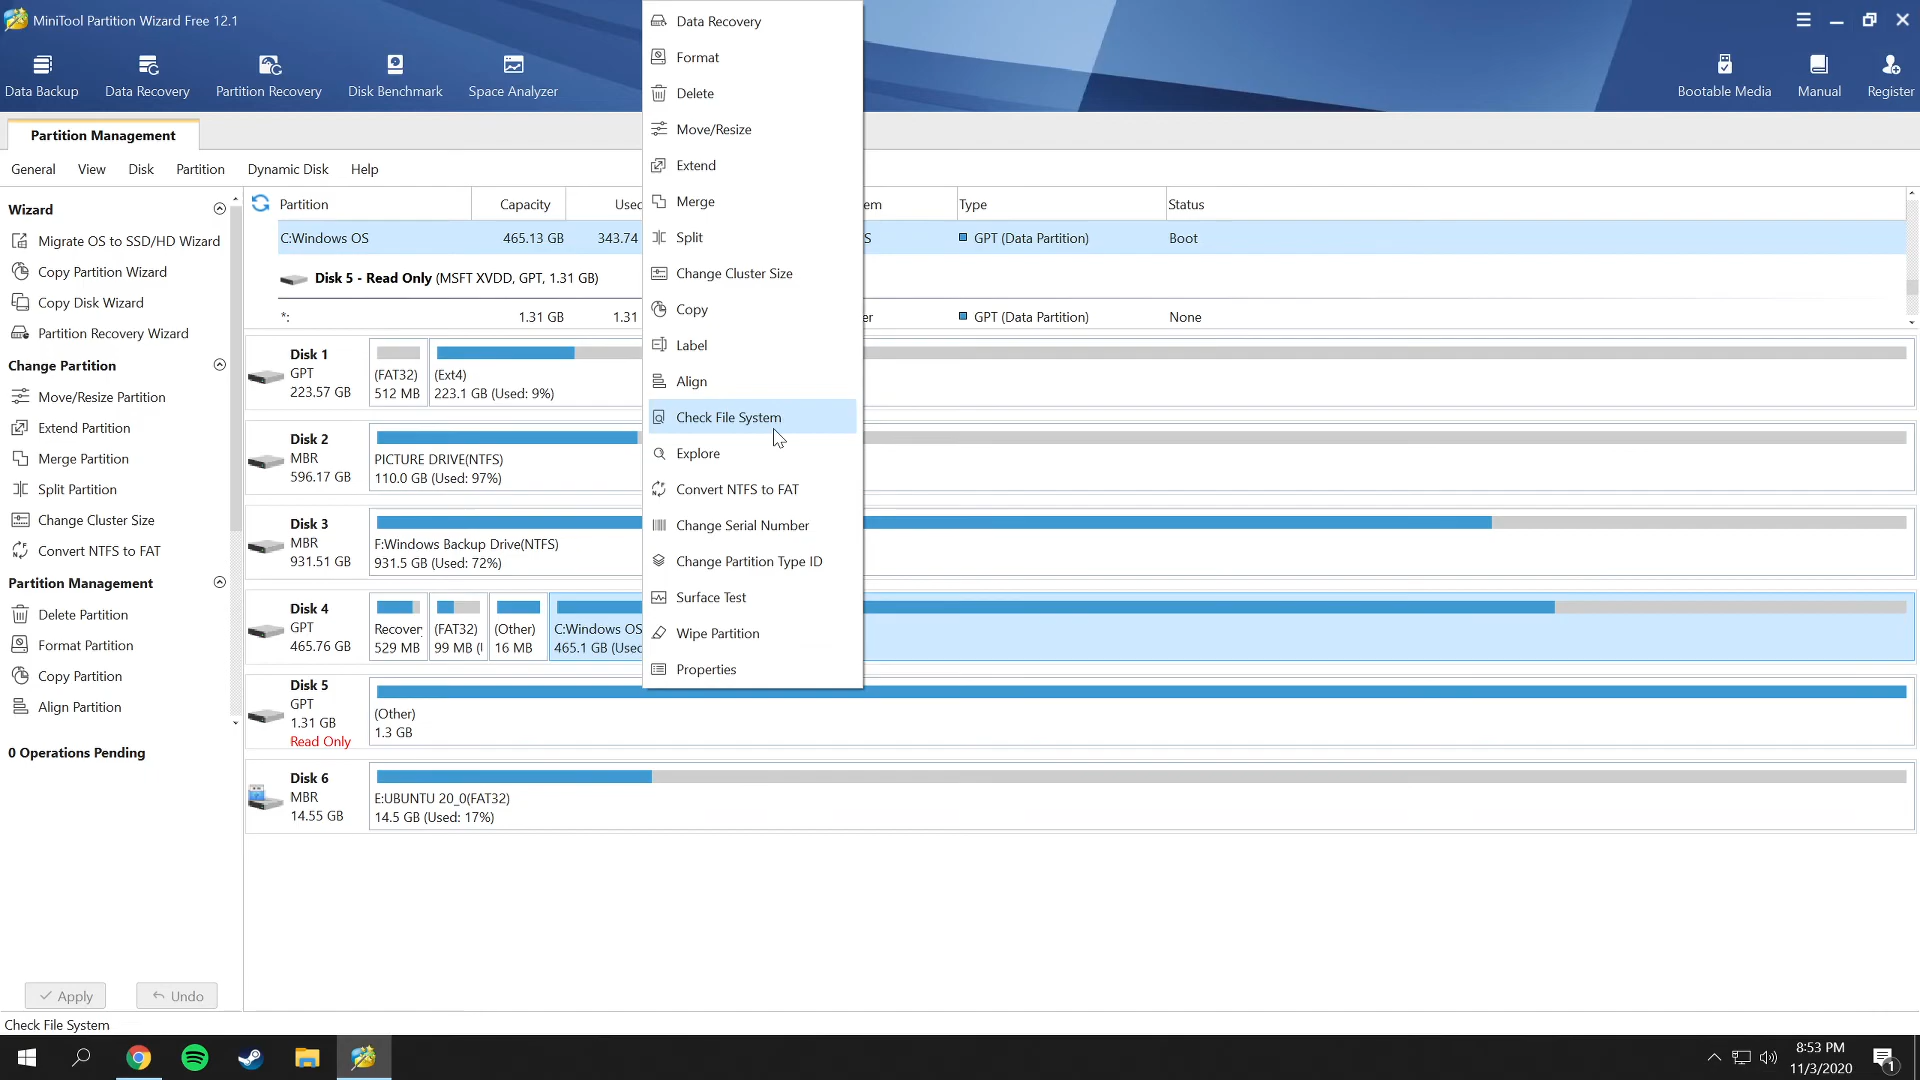 MiniTool Partition Wizard Free 12.1
Data Backup
Data Recovery
Partition Recovery
Disk Benchmark
Space Analyzer
Bootable Media
Manual
Register
Partition Management
General
View
Disk
Partition
Dynamic Disk
Help
Wizard
Migrate OS to SSD/HD Wizard
Copy Partition Wizard
Copy Disk Wizard
Partition Recovery Wizard
Change Partition
Move/Resize Partition
Extend Partition
Merge Partition
Split Partition
Change Cluster Size
Convert NTFS to FAT
Partition Management
Delete Partition
Format Partition
Copy Partition
Align Partition
0 Operations Pending
Apply
Undo
Partition
Capacity
Type
Status
C:Windows OS
465.13 GB
343.74
GPT (Data Partition)
Boot
Disk 5 - Read Only (MSFT XVDD, GPT, 1.31 GB)
*:
1.31 GB
1.31
GPT (Data Partition)
None
Disk 1
GPT
223.57 GB
(FAT32)
512 MB
(Ext4)
223.1 GB (Used: 9%)
Disk 2
MBR
596.17 GB
PICTURE DRIVE(NTFS)
110.0 GB (Used: 97%)
Disk 3
MBR
931.51 GB
F:Windows Backup Drive(NTFS)
931.5 GB (Used: 72%)
Disk 4
GPT
465.76 GB
Recovery
529 MB
(FAT32)
99 MB (
(Other)
16 MB
C:Windows OS
465.1 GB (Used
Disk 5
GPT
1.31 GB
Read Only
(Other)
1.3 GB
Disk 6
MBR
14.55 GB
E:UBUNTU 20_0(FAT32)
14.5 GB (Used: 17%)
Data Recovery
Format
Delete
Move/Resize
Extend
Merge
Split
Change Cluster Size
Copy
Label
Align
Check File System
Explore
Convert NTFS to FAT
Change Serial Number
Change Partition Type ID
Surface Test
Wipe Partition
Properties
Check File System
8:53 PM
11/3/2020
1